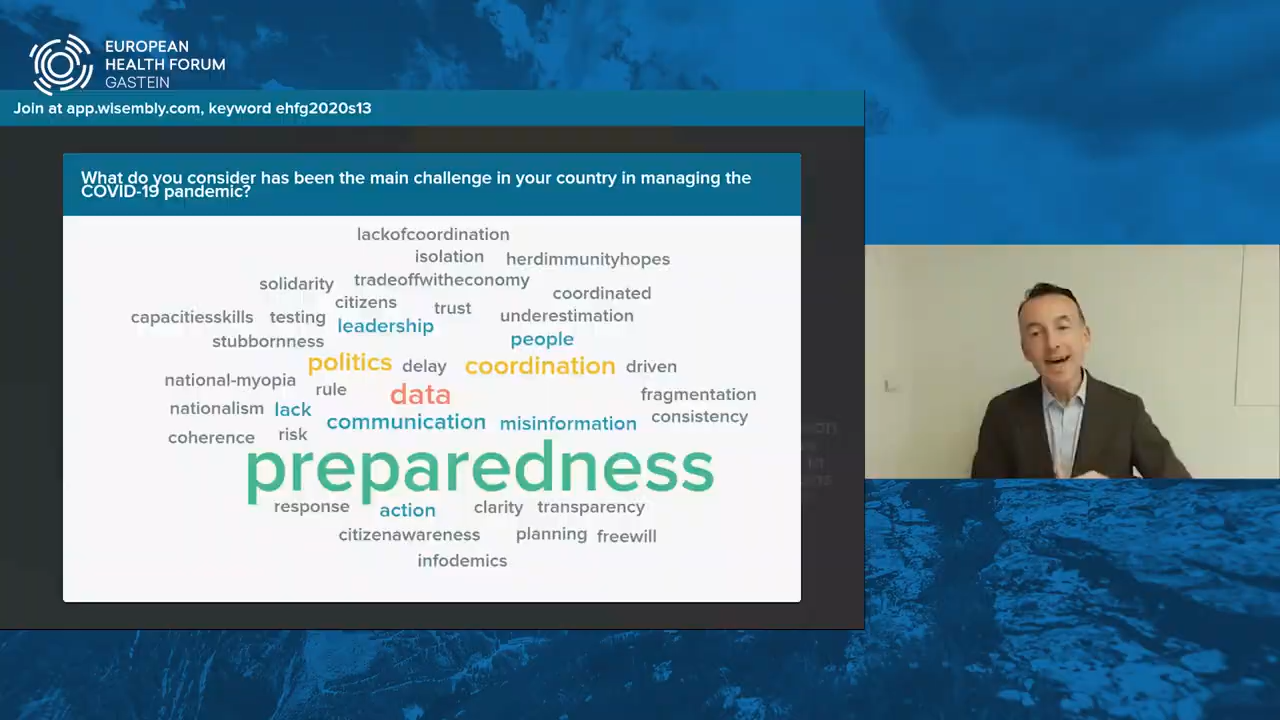 EUROPEAN
HEALTH FORUM
GASTEIN
Join at app.wisembly.com, keyword ehfg2020s13
What do you consider has been the main challenge in your country in managing the
COVID-19 pandemic?
lackofcoordination
isolation herdimmunityhopes
solidarity tradeoffwitheconomy
citizens trust coordinated
capacitiesskills testing leadership underestimation
stubbornness people
politics delay coordination driven
national-myopia rule data fragmentation
nationalism lack communication misinformation consistency
coherence risk
preparedness
response action clarity transparency
citizenawareness planning freewill
infodemics